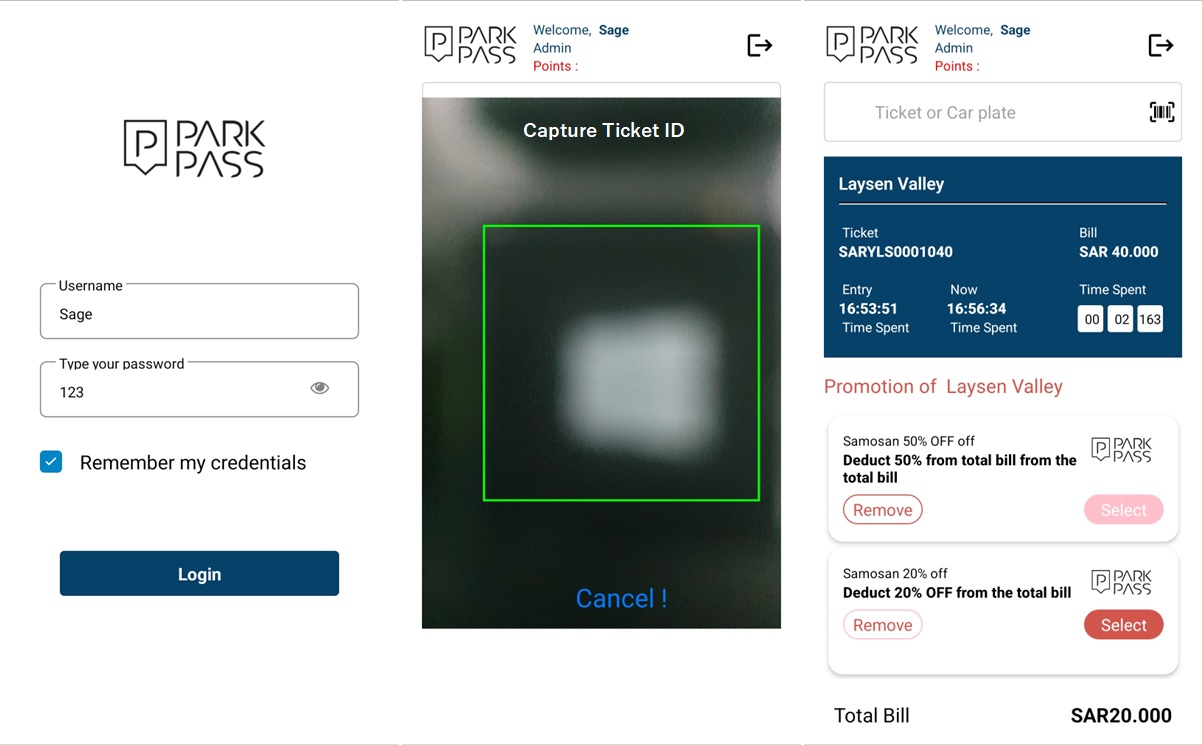 PARK
PASS
Username
Sage
Type your password
123
Remember my credentials
Login
PARK
PASS
Welcome, Sage
Admin
Points :
Capture Ticket ID
Cancel !
PARK
PASS
Welcome, Sage
Admin
Points :
Ticket or Car plate
Laysen Valley
Ticket
Bill
SARYLS0001040
SAR 40.000
Entry
Now
Time Spent
16:53:51
16:56:34
00 02 163
Time Spent
Time Spent
Promotion of Laysen Valley
Samosan 50% OFF off
Deduct 50% from total bill from the
total bill
PARK
PASS
Remove
Select
Samosan 20% off
Deduct 20% OFF from the total bill
PARK
PASS
Remove
Select
Total Bill
SAR20.000